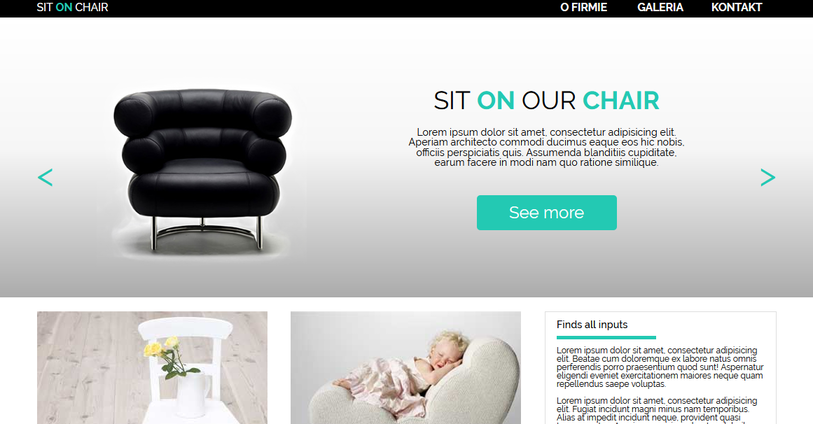 SIT ON CHAIR
O FIRMIE GALERIA KONTAKT
SIT ON OUR CHAIR
Lorem ipsum dolor sit amet, consectetur adipisicing elit.
Aperiam architecto commodi ducimus eaque eos hic nobis,
officiis perspiciatis quis. Assumenda blanditiis cupiditate,
earum facere in modi nam quo ratione similique.
<
>
See more
Finds all inputs
Lorem ipsum dolor sit amet, consectetur adipisicing
elit. Beatae cum doloremque ex labore natus omnis
perferendis porro praesentium quod sunt! Aspernatur
eligendi eveniet exercitationem maiores neque quam
repellendus saepe voluptas.
Lorem ipsum dolor sit amet, consectetur adipisicing
elit. Fugiat incidunt magni minus nam temporibus.
Alias at impedit incidunt neque, provident quasi